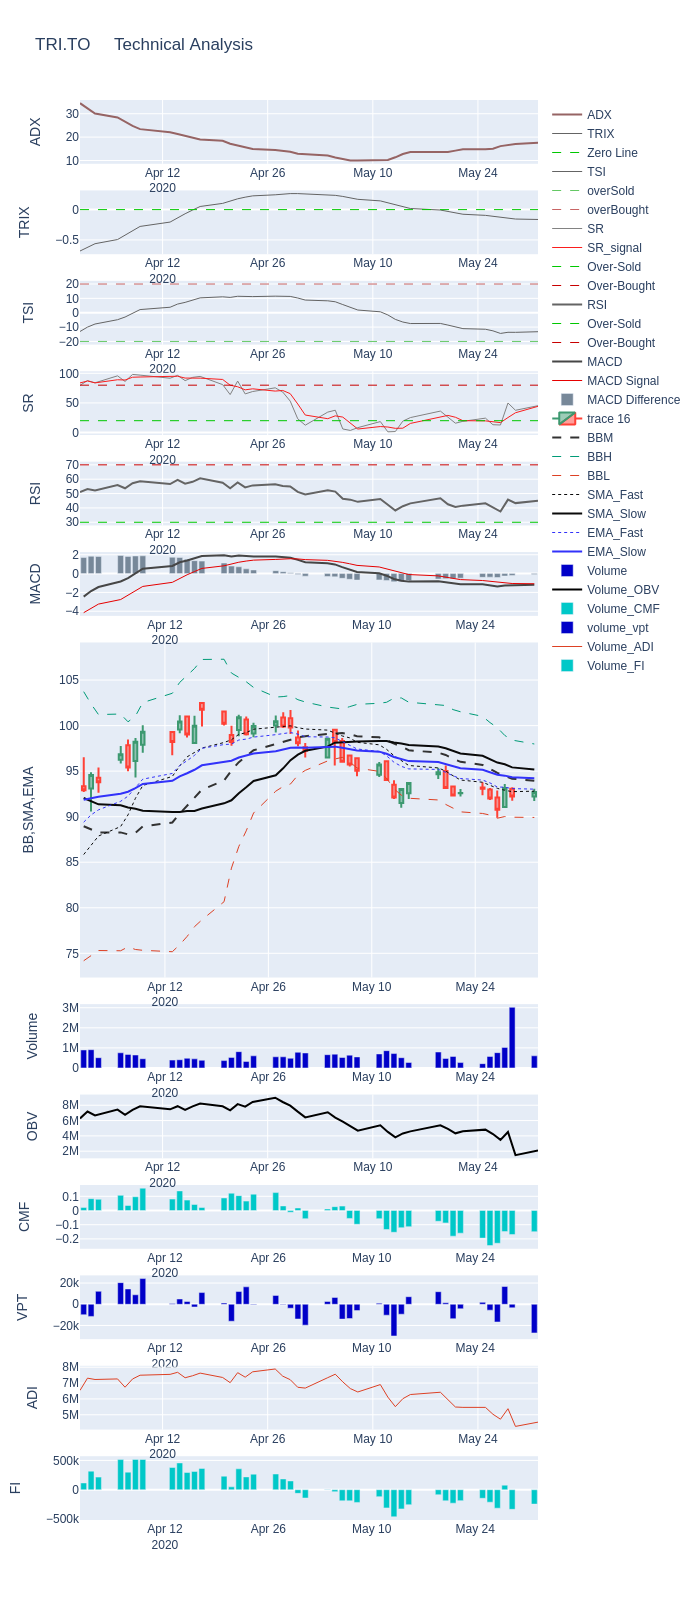 TRI.TO Technical Analysis
ADX
30
20
10
Apr 12
2020
Apr 26
May 10
May 24
TRIX
0
−0.5
Apr 12
2020
Apr 26
May 10
May 24
TSI
20
10
0
−10
−20
Apr 12
2020
Apr 26
May 10
May 24
SR
100
50
0
Apr 12
2020
Apr 26
May 10
May 24
RSI
70
60
50
40
30
Apr 12
2020
Apr 26
May 10
May 24
MACD
2
0
−2
−4
Apr 12
2020
Apr 26
May 10
May 24
BB,SMA,EMA
105
100
95
90
85
80
75
Apr 12
2020
Apr 26
May 10
May 24
Volume
3M
2M
1M
0
Apr 12
2020
Apr 26
May 10
May 24
OBV
8M
6M
4M
2M
Apr 12
2020
Apr 26
May 10
May 24
CMF
0.1
0
−0.1
−0.2
Apr 12
2020
Apr 26
May 10
May 24
VPT
20k
0
−20k
Apr 12
2020
Apr 26
May 10
May 24
ADI
8M
7M
6M
5M
Apr 12
2020
Apr 26
May 10
May 24
FI
500k
0
−500k
Apr 12
2020
Apr 26
May 10
May 24
ADX
TRIX
Zero Line
TSI
overSold
overBought
SR
SR_signal
Over-Sold
Over-Bought
RSI
Over-Sold
Over-Bought
MACD
MACD Signal
MACD Difference
trace 16
BBM
BBH
BBL
SMA_Fast
SMA_Slow
EMA_Fast
EMA_Slow
Volume
Volume_OBV
Volume_CMF
volume_vpt
Volume_ADI
Volume_FI